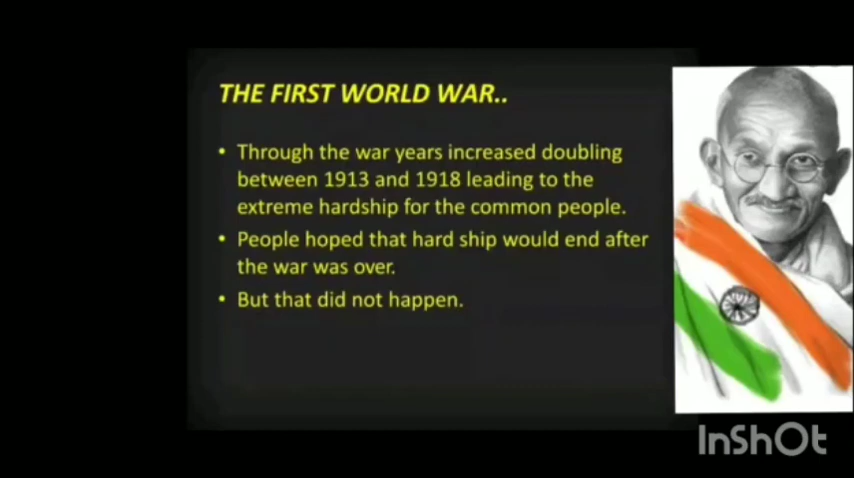 THE FIRST WORLD WAR..
• Through the war years increased doubling
between 1913 and 1918 leading to the
extreme hardship for the common people.
• People hoped that hard ship would end after
the war was over.
• But that did not happen.
InShOt